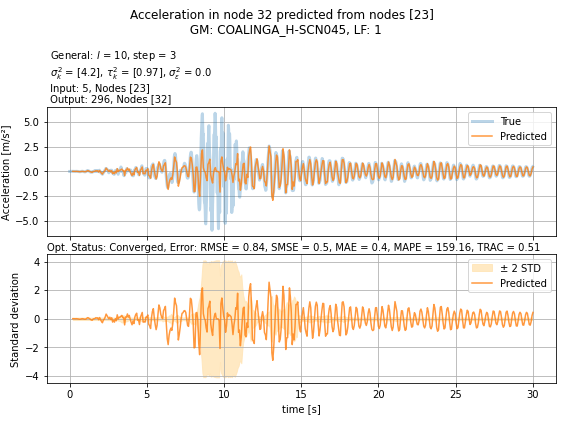 Acceleration in node 32 predicted from nodes [23]
GM: COALINGA_H-SCN045, LF: 1
General: l = 10, step = 3
σ²ₖ = [4.2], τ²ₖ = [0.97], σ²ε = 0.0
Input: 5, Nodes [23]
Output: 296, Nodes [32]
Acceleration [m/s²]
5.0
2.5
0.0
−2.5
−5.0
True
Predicted
Opt. Status: Converged, Error: RMSE = 0.84, SMSE = 0.5, MAE = 0.4, MAPE = 159.16, TRAC = 0.51
Standard deviation
4
2
0
−2
−4
± 2 STD
Predicted
0 5 10 15 20 25 30
time [s]